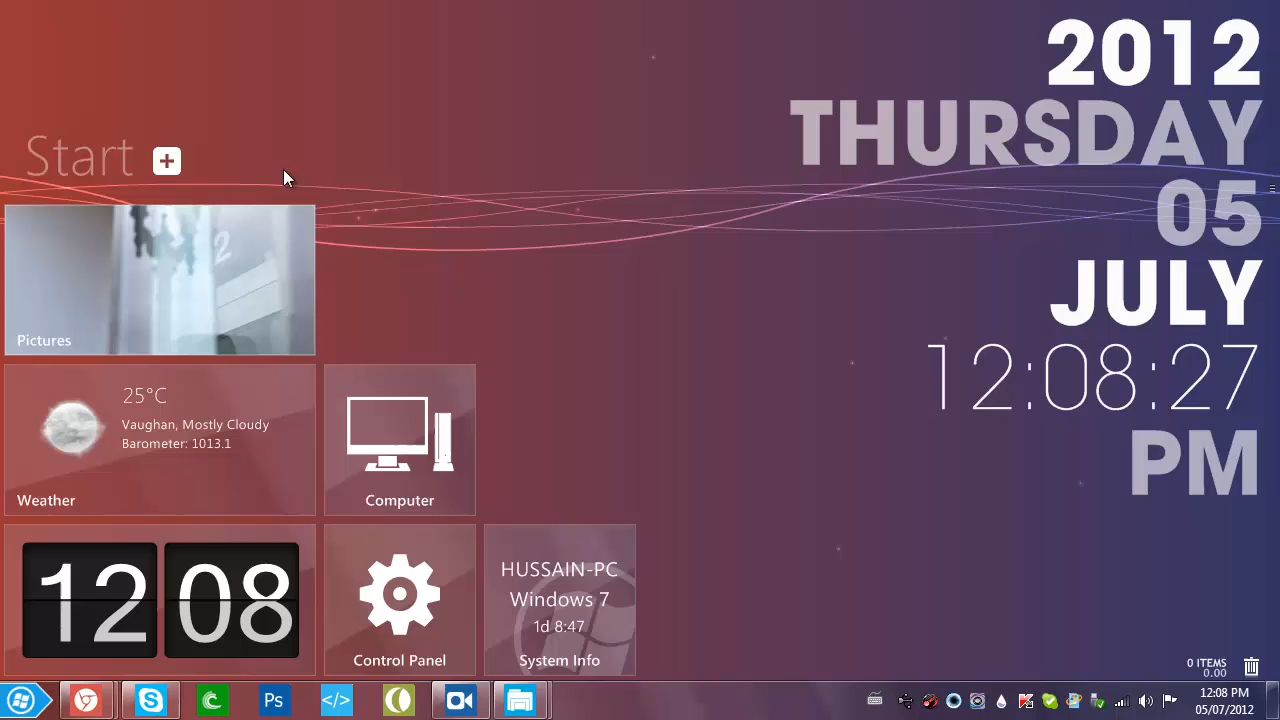 2012
THURSDAY
05
JULY
12:08:27
PM
Start
2
Pictures
25°C
Vaughan, Mostly Cloudy
Barometer: 1013.1
Weather
Computer
12 08
Control Panel
HUSSAIN-PC
Windows 7
1d 8:47
System Info
0 ITEMS
0.00
Ps
</>
12:08 PM
05/07/2012